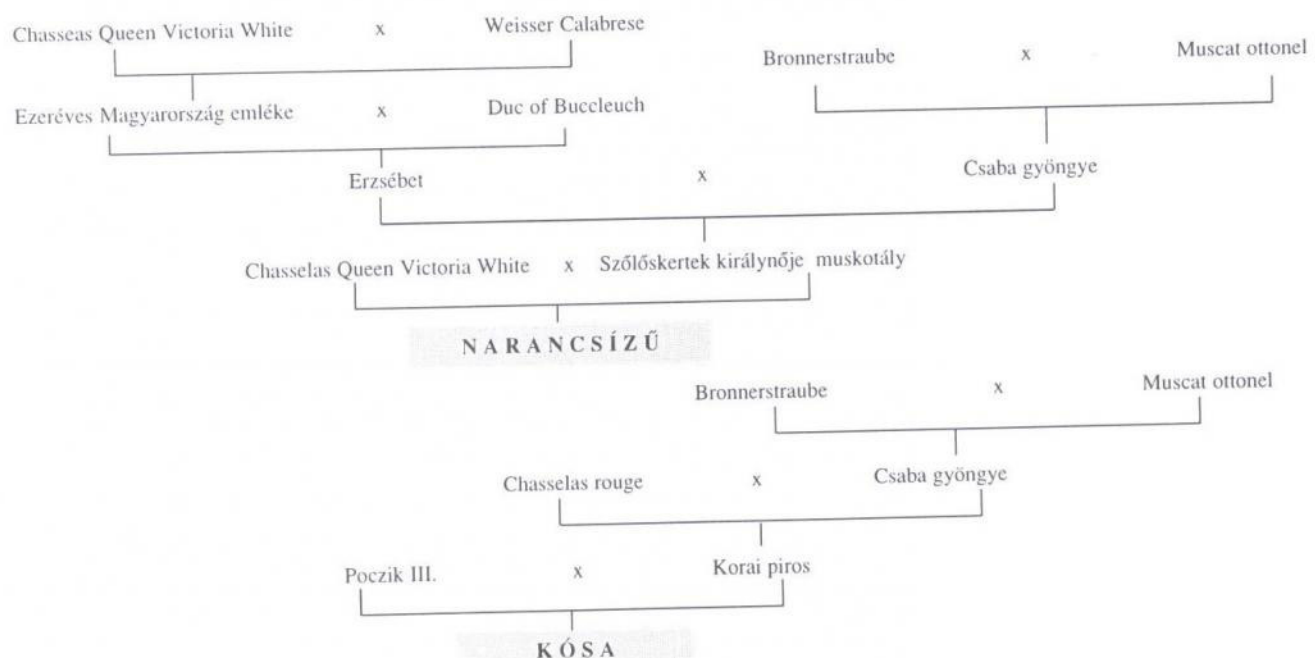 Chasseas Queen Victoria White x Weisser Calabrese
Bronnerstraube x Muscat ottonel
Ezeréves Magyarország emléke x Duc of Buccleuch
Erzsébet x Csaba gyöngye
Chasselas Queen Victoria White x Szőlőskertek királynője muskotály
NARANCSÍZŰ
Bronnerstraube x Muscat ottonel
Chasselas rouge x Csaba gyöngye
Poczik III. x Korai piros
KÓSA